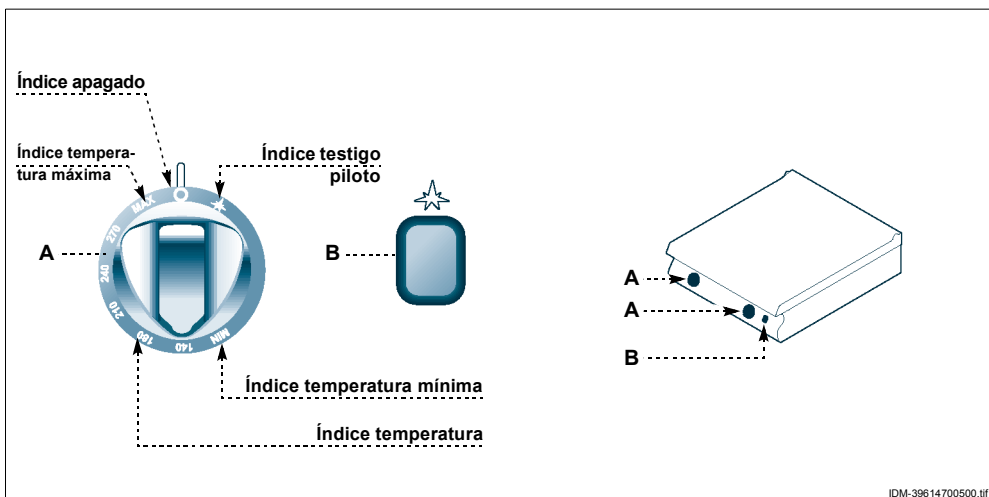 Índice apagado
Índice tempera-
tura máxima
Índice testigo
piloto
MAX
270
240
210
180
140
MIN
A
B
A
A
B
Índice temperatura mínima
Índice temperatura
IDM-39614700500.tif